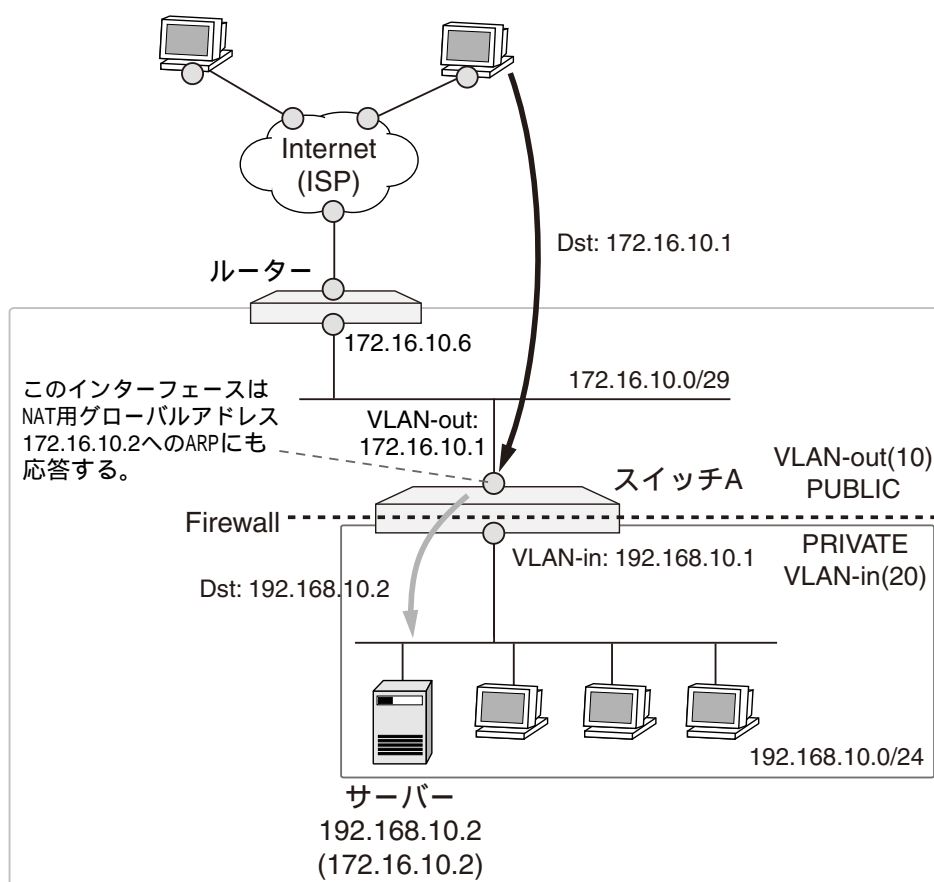 Internet
(ISP)
Dst: 172.16.10.1
ルーター
172.16.10.6
172.16.10.0/29
このインターフェースは
NAT用グローバルアドレス
172.16.10.2へのARPにも
応答する。
VLAN-out:
172.16.10.1
スイッチA
VLAN-out(10)
PUBLIC
Firewall
PRIVATE
VLAN-in(20)
VLAN-in: 192.168.10.1
Dst: 192.168.10.2
192.168.10.0/24
サーバー
192.168.10.2
(172.16.10.2)